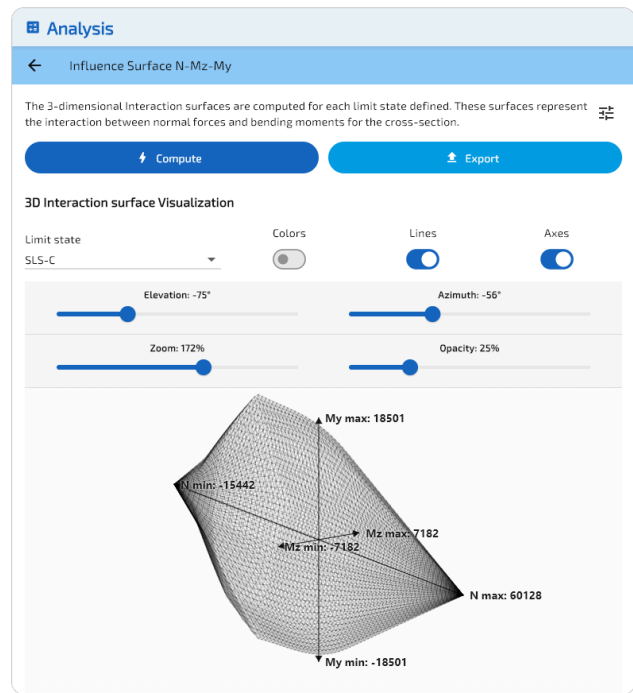 Analysis
Influence Surface N-Mz-My
The 3-dimensional Interaction surfaces are computed for each limit state defined. These surfaces represent
the interaction between normal forces and bending moments for the cross-section.
Compute
Export
3D Interaction surface Visualization
Limit state
SLS-C
Colors
Lines
Axes
Elevation: -75°
Azimuth: -56°
Zoom: 172%
Opacity: 25%
My max: 18501
N min: -15442
Mz max: 7182
Mz min: -7182
N max: 60128
My min: -18501